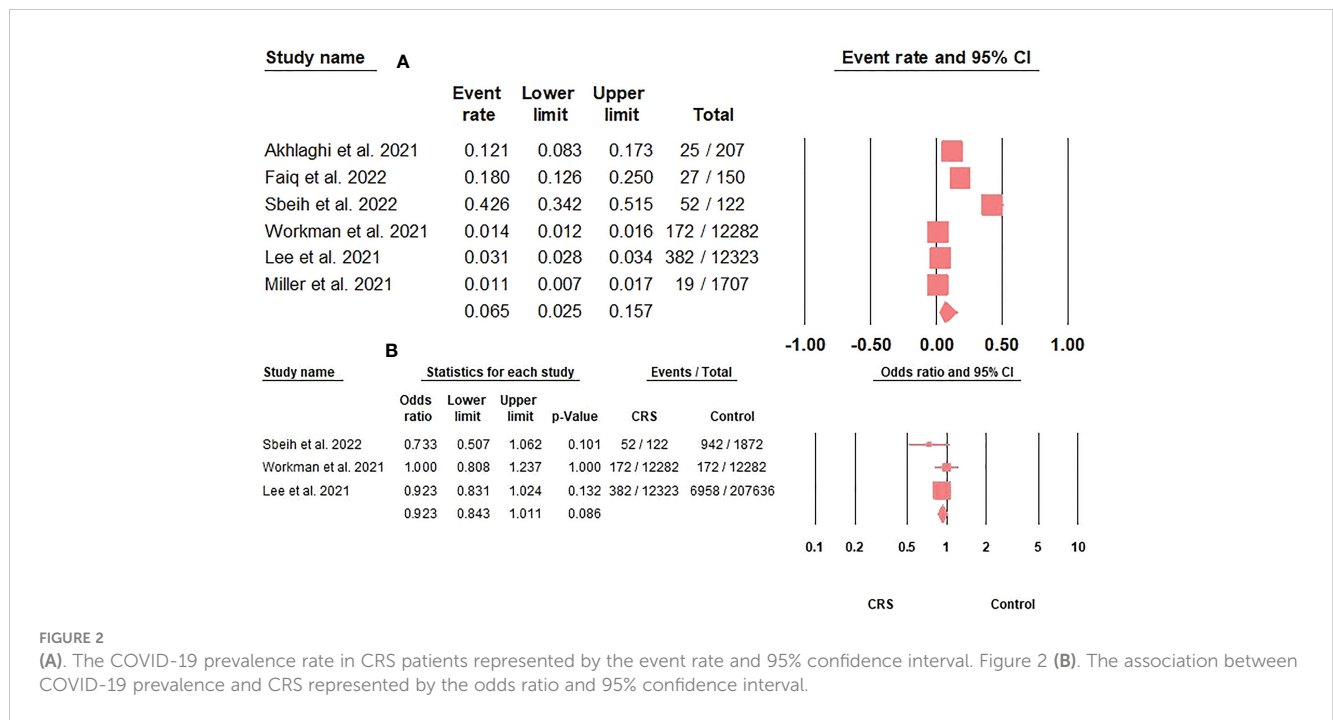 Study name A Event rate and 95% CI
Event rate Lower limit Upper limit Total
Akhlaghi et al. 2021 0.121 0.083 0.173 25 / 207
Faiq et al. 2022 0.180 0.126 0.250 27 / 150
Sbeih et al. 2022 0.426 0.342 0.515 52 / 122
Workman et al. 2021 0.014 0.012 0.016 172 / 12282
Lee et al. 2021 0.031 0.028 0.034 382 / 12323
Miller et al. 2021 0.011 0.007 0.017 19 / 1707
0.065 0.025 0.157
-1.00 -0.50 0.00 0.50 1.00
B
Study name Statistics for each study Events / Total Odds ratio and 95% CI
Odds ratio Lower limit Upper limit p-Value CRS Control
Sbeih et al. 2022 0.733 0.507 1.062 0.101 52 / 122 942 / 1872
Workman et al. 2021 1.000 0.808 1.237 1.000 172 / 12282 172 / 12282
Lee et al. 2021 0.923 0.831 1.024 0.132 382 / 12323 6958 / 207636
0.923 0.843 1.011 0.086
0.1 0.2 0.5 1 2 5 10
CRS Control
FIGURE 2
(A). The COVID-19 prevalence rate in CRS patients represented by the event rate and 95% confidence interval. Figure 2 (B). The association between
COVID-19 prevalence and CRS represented by the odds ratio and 95% confidence interval.